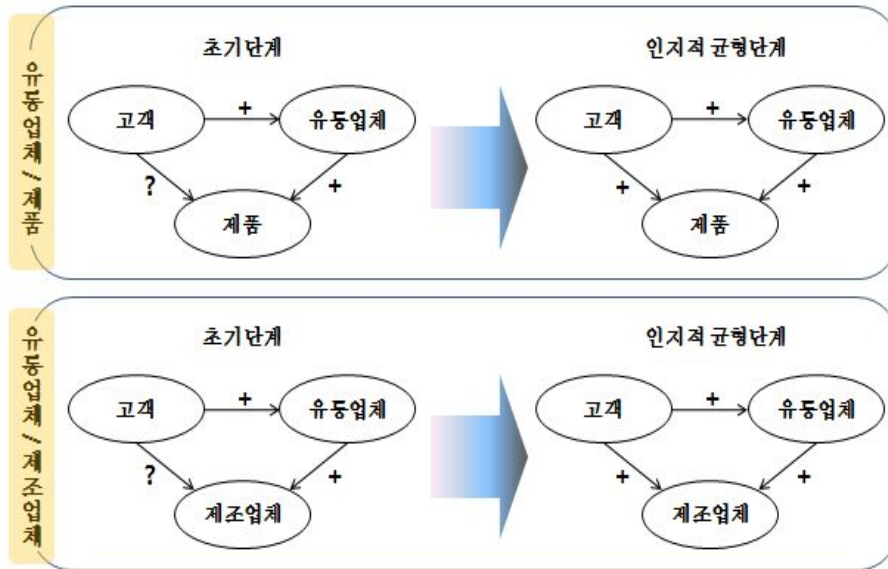 유통업체/제품
초기단계
인지적 균형단계
고객
+
유통업체
?
+
제품
고객
+
유통업체
+
+
제품
유통업체/제조업체
초기단계
인지적 균형단계
고객
+
유통업체
?
+
제조업체
고객
+
유통업체
+
+
제조업체